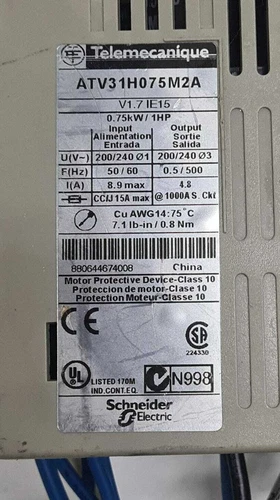 Telemecanique
ATV31H075M2A
V1.7 IE15
0.75kW / 1HP
Input Output
Alimentation Sortie
Entrada Salida
U(V~) 200/240 Ø1 200/240 Ø3
F(Hz) 50 / 60 0.5 / 500
I(A) 8.9 max 4.8
CC/J 15A max @ 1000A S. Ckt
Cu AWG14:75°C
7.1 lb-in / 0.8 Nm
880644674008 China
Motor Protective Device-Class 10
Proteccion de motor-Clase 10
Protection Moteur-Classe 10
CE
SA
224330
UL LISTED 170M
IND.CONT.EQ.
N998
Schneider
Electric